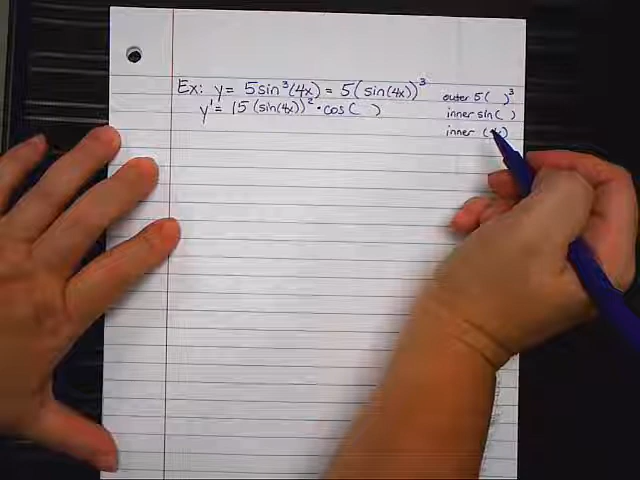 Ex: y = 5sin³(4x) = 5(sin(4x))³
y' = 15 (sin(4x))² · cos( )
outer 5( )³
inner sin( )
inner (